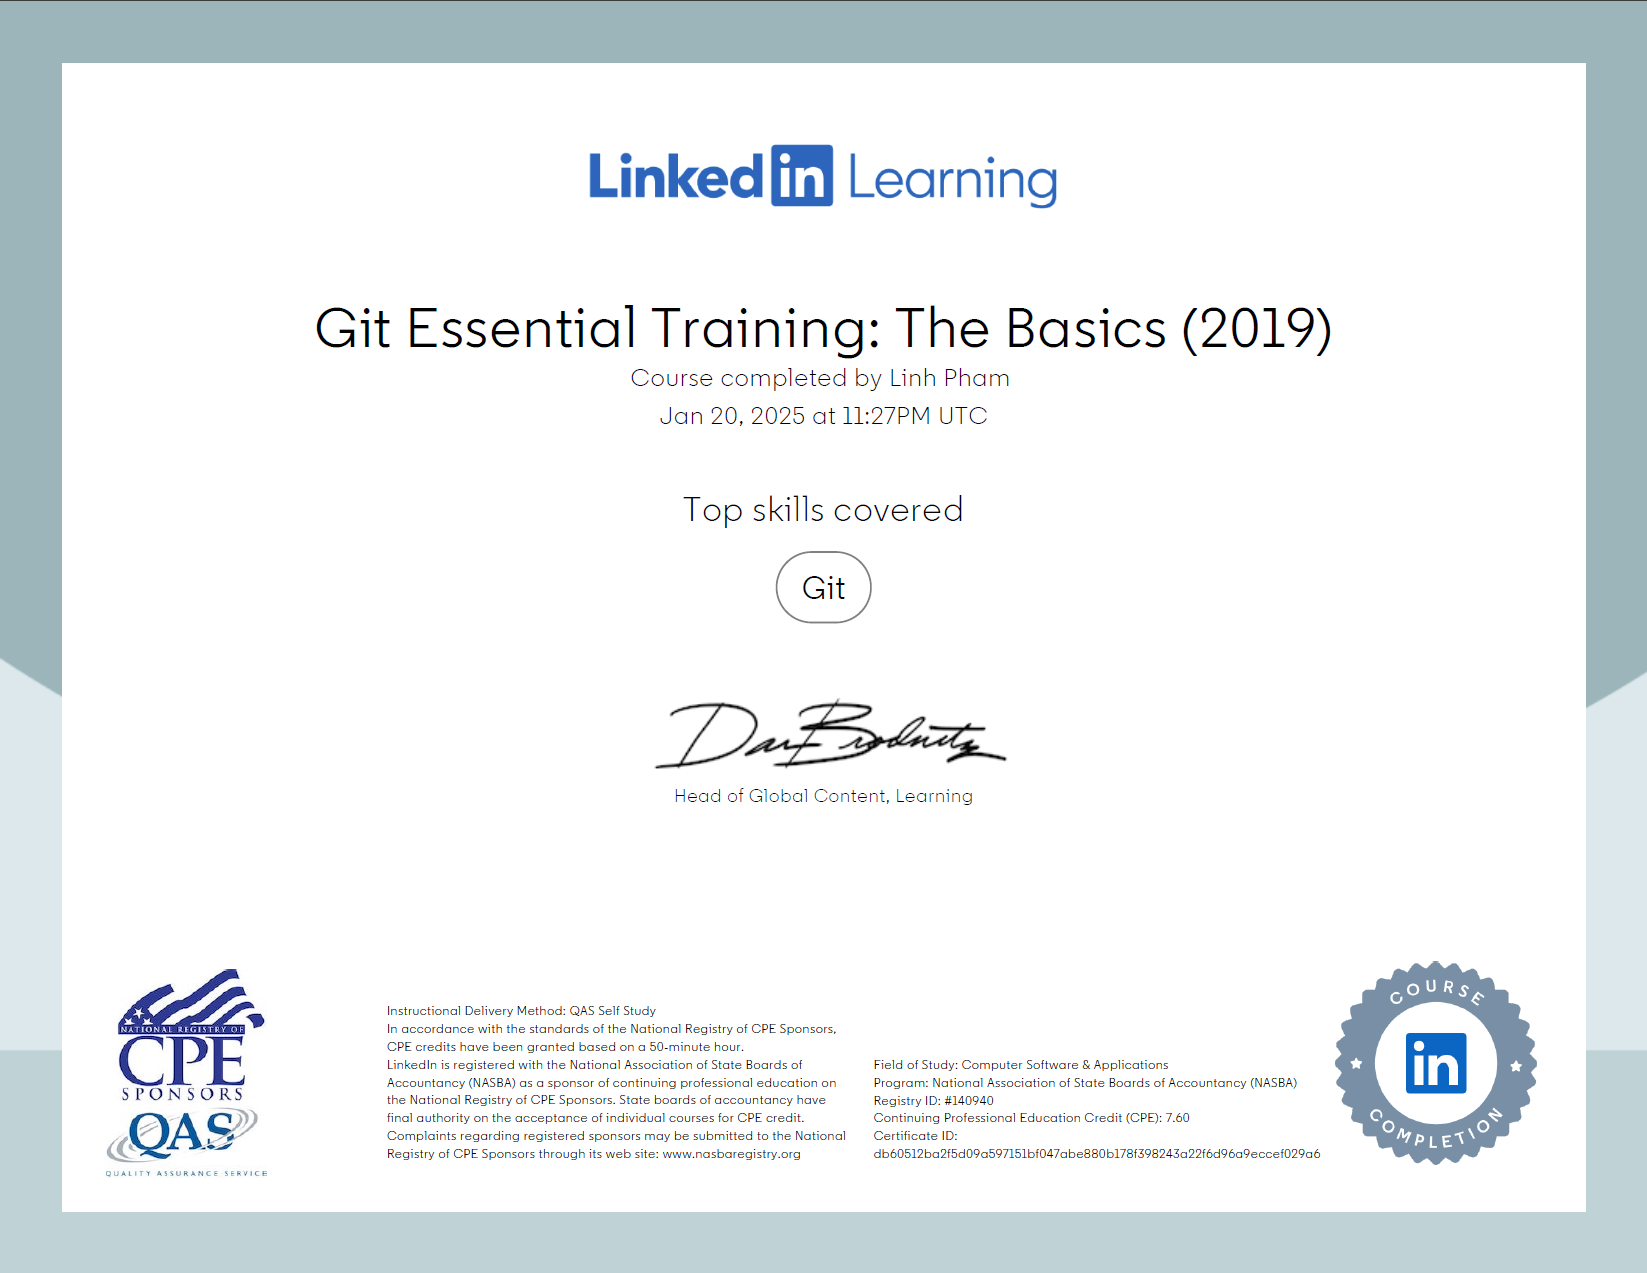 Linked in Learning
Git Essential Training: The Basics (2019)
Course completed by Linh Pham
Jan 20, 2025 at 11:27PM UTC
Top skills covered
Git
Dan Brodnitz
Head of Global Content, Learning
NATIONAL REGISTRY OF
CPE
SPONSORS
QAS
QUALITY ASSURANCE SERVICE
Instructional Delivery Method: QAS Self Study
In accordance with the standards of the National Registry of CPE Sponsors,
CPE credits have been granted based on a 50-minute hour.
LinkedIn is registered with the National Association of State Boards of
Accountancy (NASBA) as a sponsor of continuing professional education on
the National Registry of CPE Sponsors. State boards of accountancy have
final authority on the acceptance of individual courses for CPE credit.
Complaints regarding registered sponsors may be submitted to the National
Registry of CPE Sponsors through its web site: www.nasbaregistry.org
Field of Study: Computer Software & Applications
Program: National Association of State Boards of Accountancy (NASBA)
Registry ID: #140940
Continuing Professional Education Credit (CPE): 7.60
Certificate ID:
db60512ba2f5d09a597151bf047abe880b178f398243a22f6d96a9eccef029a6
COURSE
in
COMPLETION